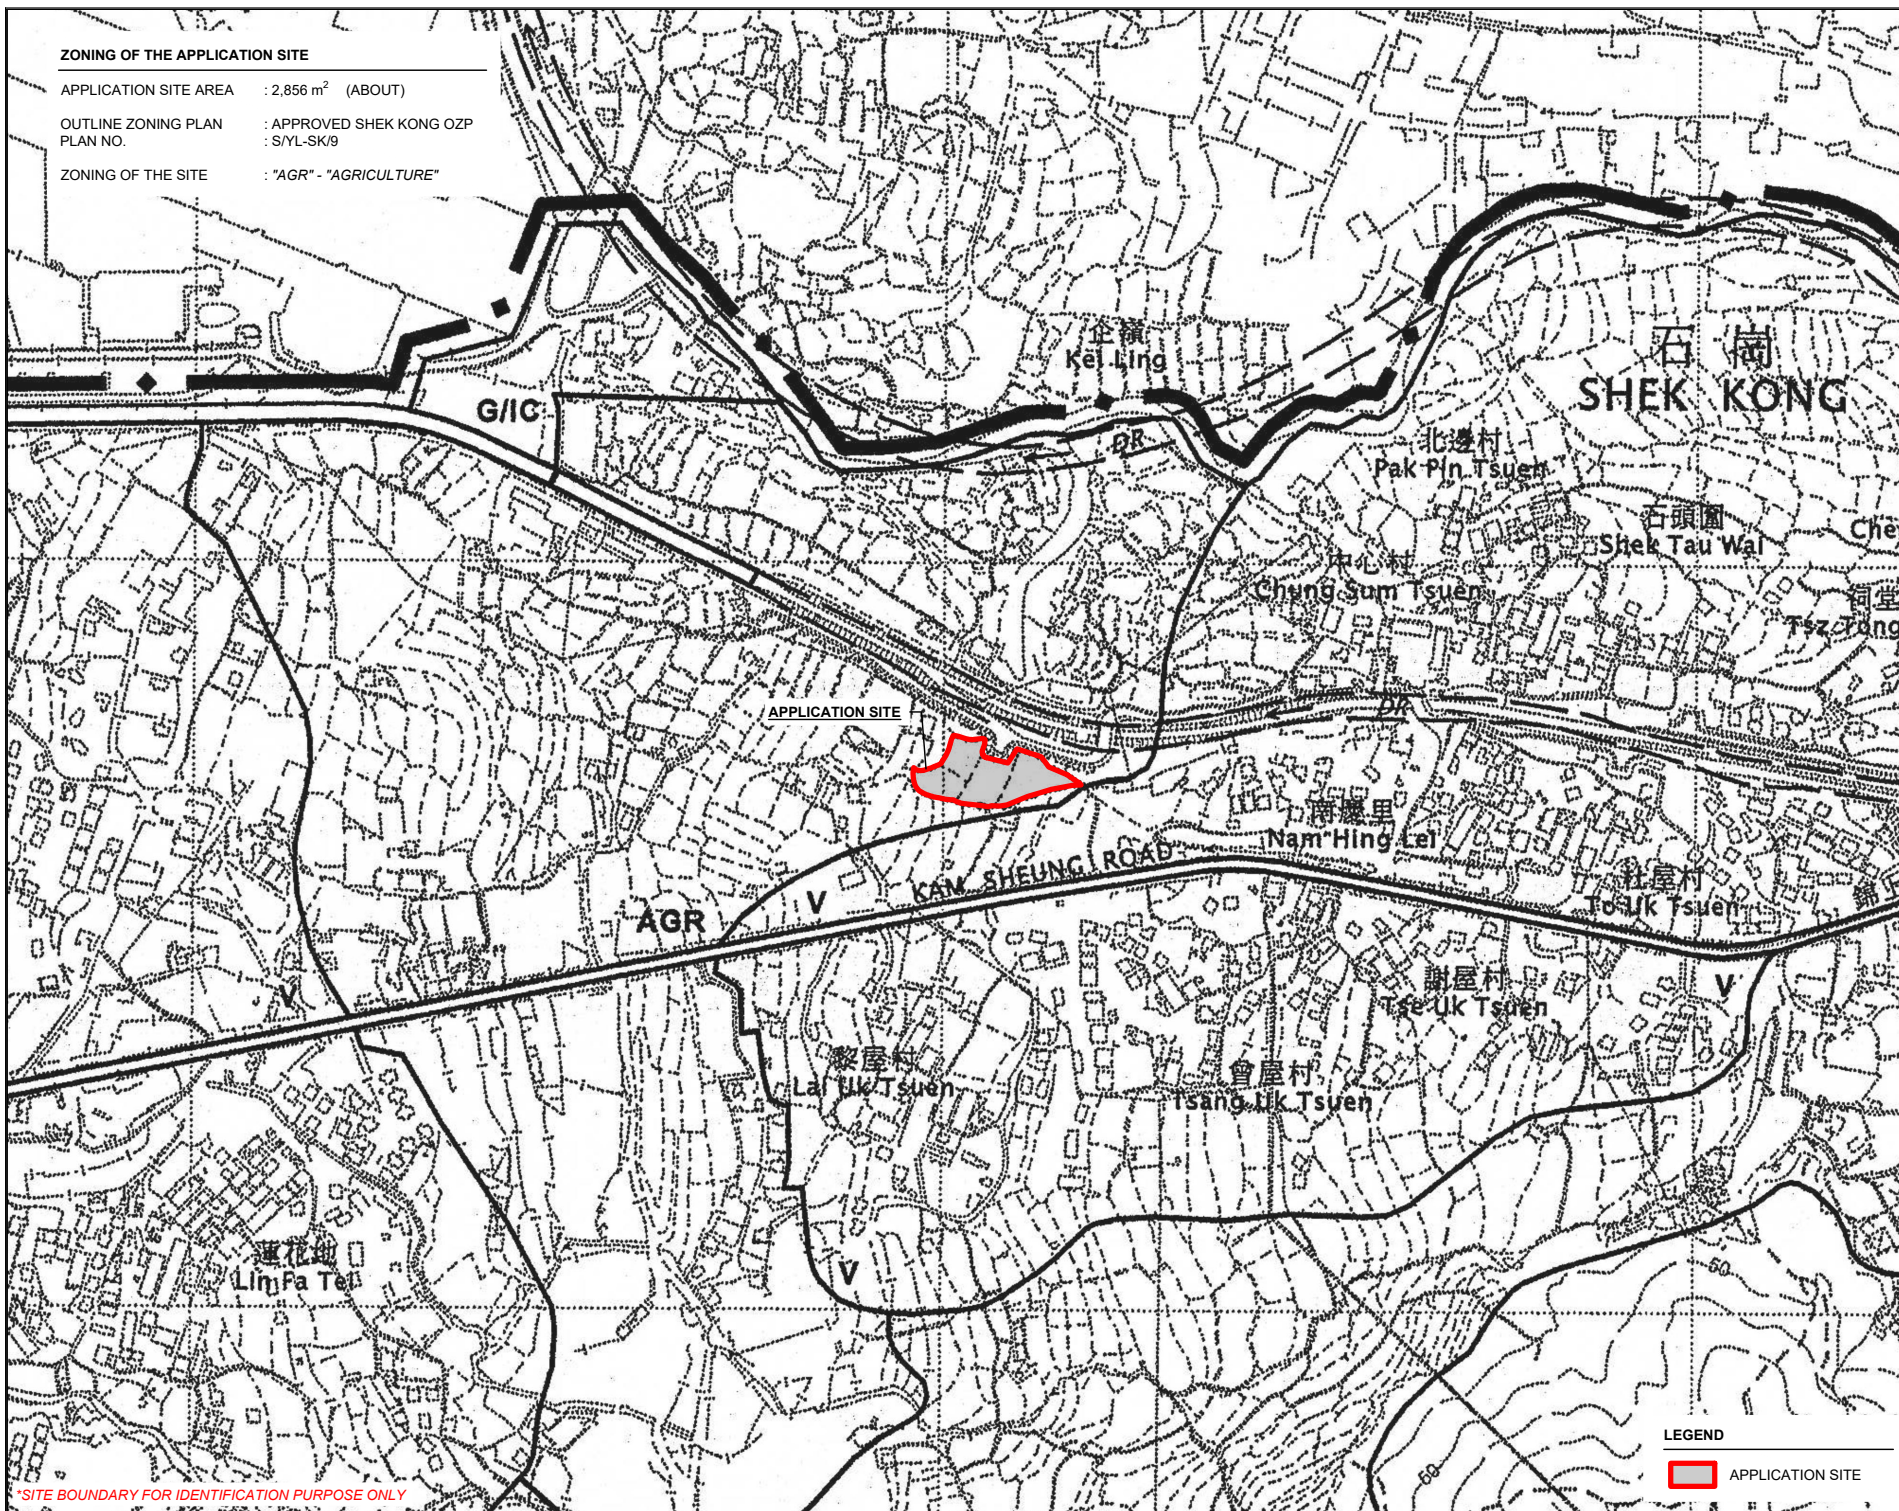 ZONING OF THE APPLICATION SITE
APPLICATION SITE AREA : 2,856 m² (ABOUT)
OUTLINE ZONING PLAN : APPROVED SHEK KONG OZP
PLAN NO. : S/YL-SK/9
ZONING OF THE SITE : "AGR" - "AGRICULTURE"
企嶺
Kei Ling
石崗
SHEK KONG
G/IC
DR
北邊村
Pak Pin Tsuen
石頭圍
Shek Tau Wai
Che
中心村
Chung Sum Tsuen
祠堂
Tsz Tong
APPLICATION SITE
DR
南慶里
Nam Hing Lei
KAM SHEUNG ROAD
杜屋村
To Uk Tsuen
錦
V
AGR
謝屋村
Tse Uk Tsuen
V
V
黎屋村
Lai Uk Tsuen
曾屋村
Tsang Uk Tsuen
蓮花地
Lin Fa Tei
V
60
60
LEGEND
APPLICATION SITE
*SITE BOUNDARY FOR IDENTIFICATION PURPOSE ONLY